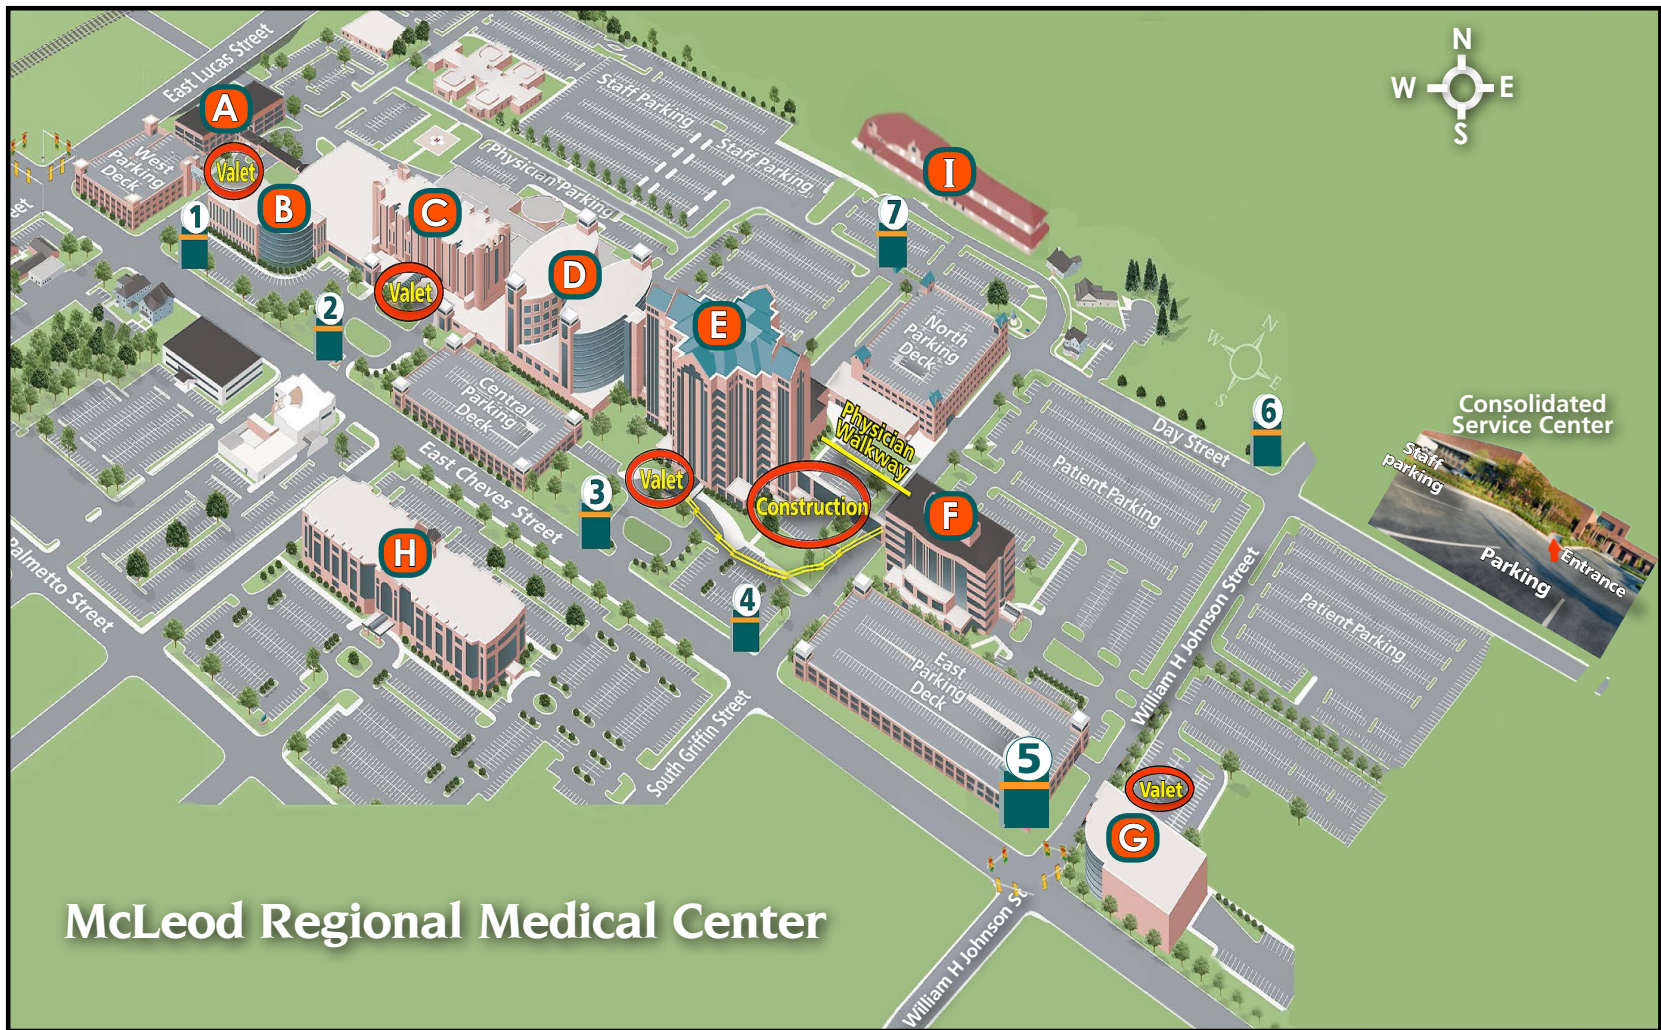 N
W
E
S
East Lucas Street
A
West
Parking
Deck
Valet
eet
1
B
C
Physician Parking
Staff Parking
Staff Parking
I
7
2
Valet
D
E
North
Parking
Deck
Central
Parking
Deck
N
W
E
S
Day Street
6
Consolidated
Service Center
Staff
parking
Parking
Entrance
Physician
Walkway
Patient Parking
Patient Parking
East Cheves Street
3
Valet
Construction
F
H
Palmetto Street
4
East
Parking
Deck
William H Johnson Street
South Griffin Street
5
Valet
G
William H Johnson St
McLeod Regional Medical Center